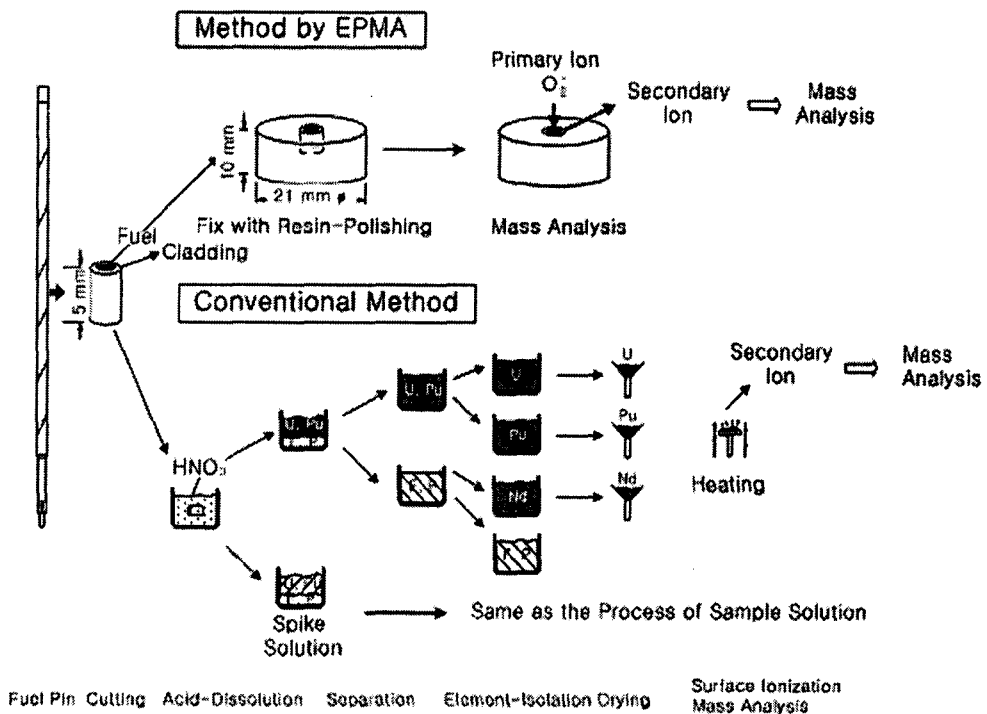 Method by EPMA
Primary Ion
O₂⁺
Secondary
Ion
Mass
Analysis
10 mm
21 mm ø
Fix with Resin-Polishing
Mass Analysis
Fuel
Cladding
5 mm
Conventional Method
HNO₃
U, Pu
F P
U, Pu
F P
U
Pu
Nd
F P
U
Pu
Nd
Heating
Secondary
Ion
Mass
Analysis
Spike
Solution
Same as the Process of Sample Solution
Fuel Pin
Cutting
Acid-Dissolution
Separation
Element-Isolation Drying
Surface Ionization
Mass Analysis